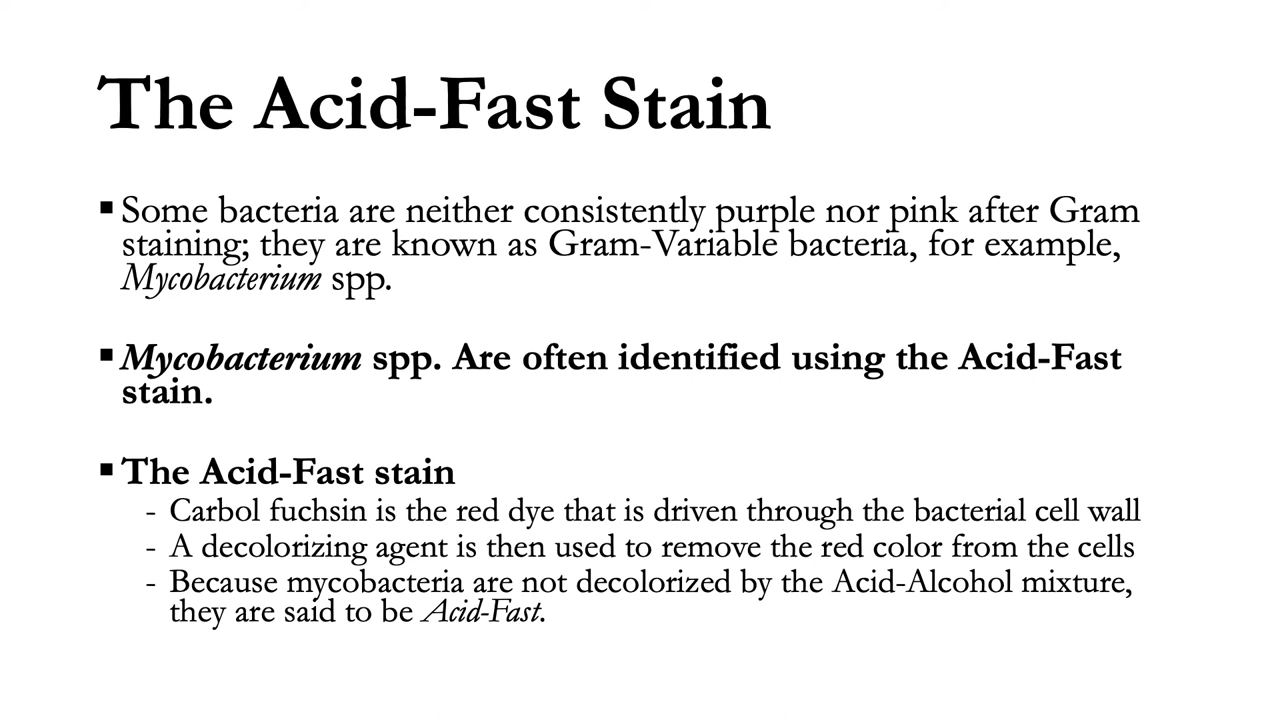 The Acid-Fast Stain
▪ Some bacteria are neither consistently purple nor pink after Gram
staining; they are known as Gram-Variable bacteria, for example,
Mycobacterium spp.
▪ Mycobacterium spp. Are often identified using the Acid-Fast
stain.
▪ The Acid-Fast stain
- Carbol fuchsin is the red dye that is driven through the bacterial cell wall
- A decolorizing agent is then used to remove the red color from the cells
- Because mycobacteria are not decolorized by the Acid-Alcohol mixture,
they are said to be Acid-Fast.